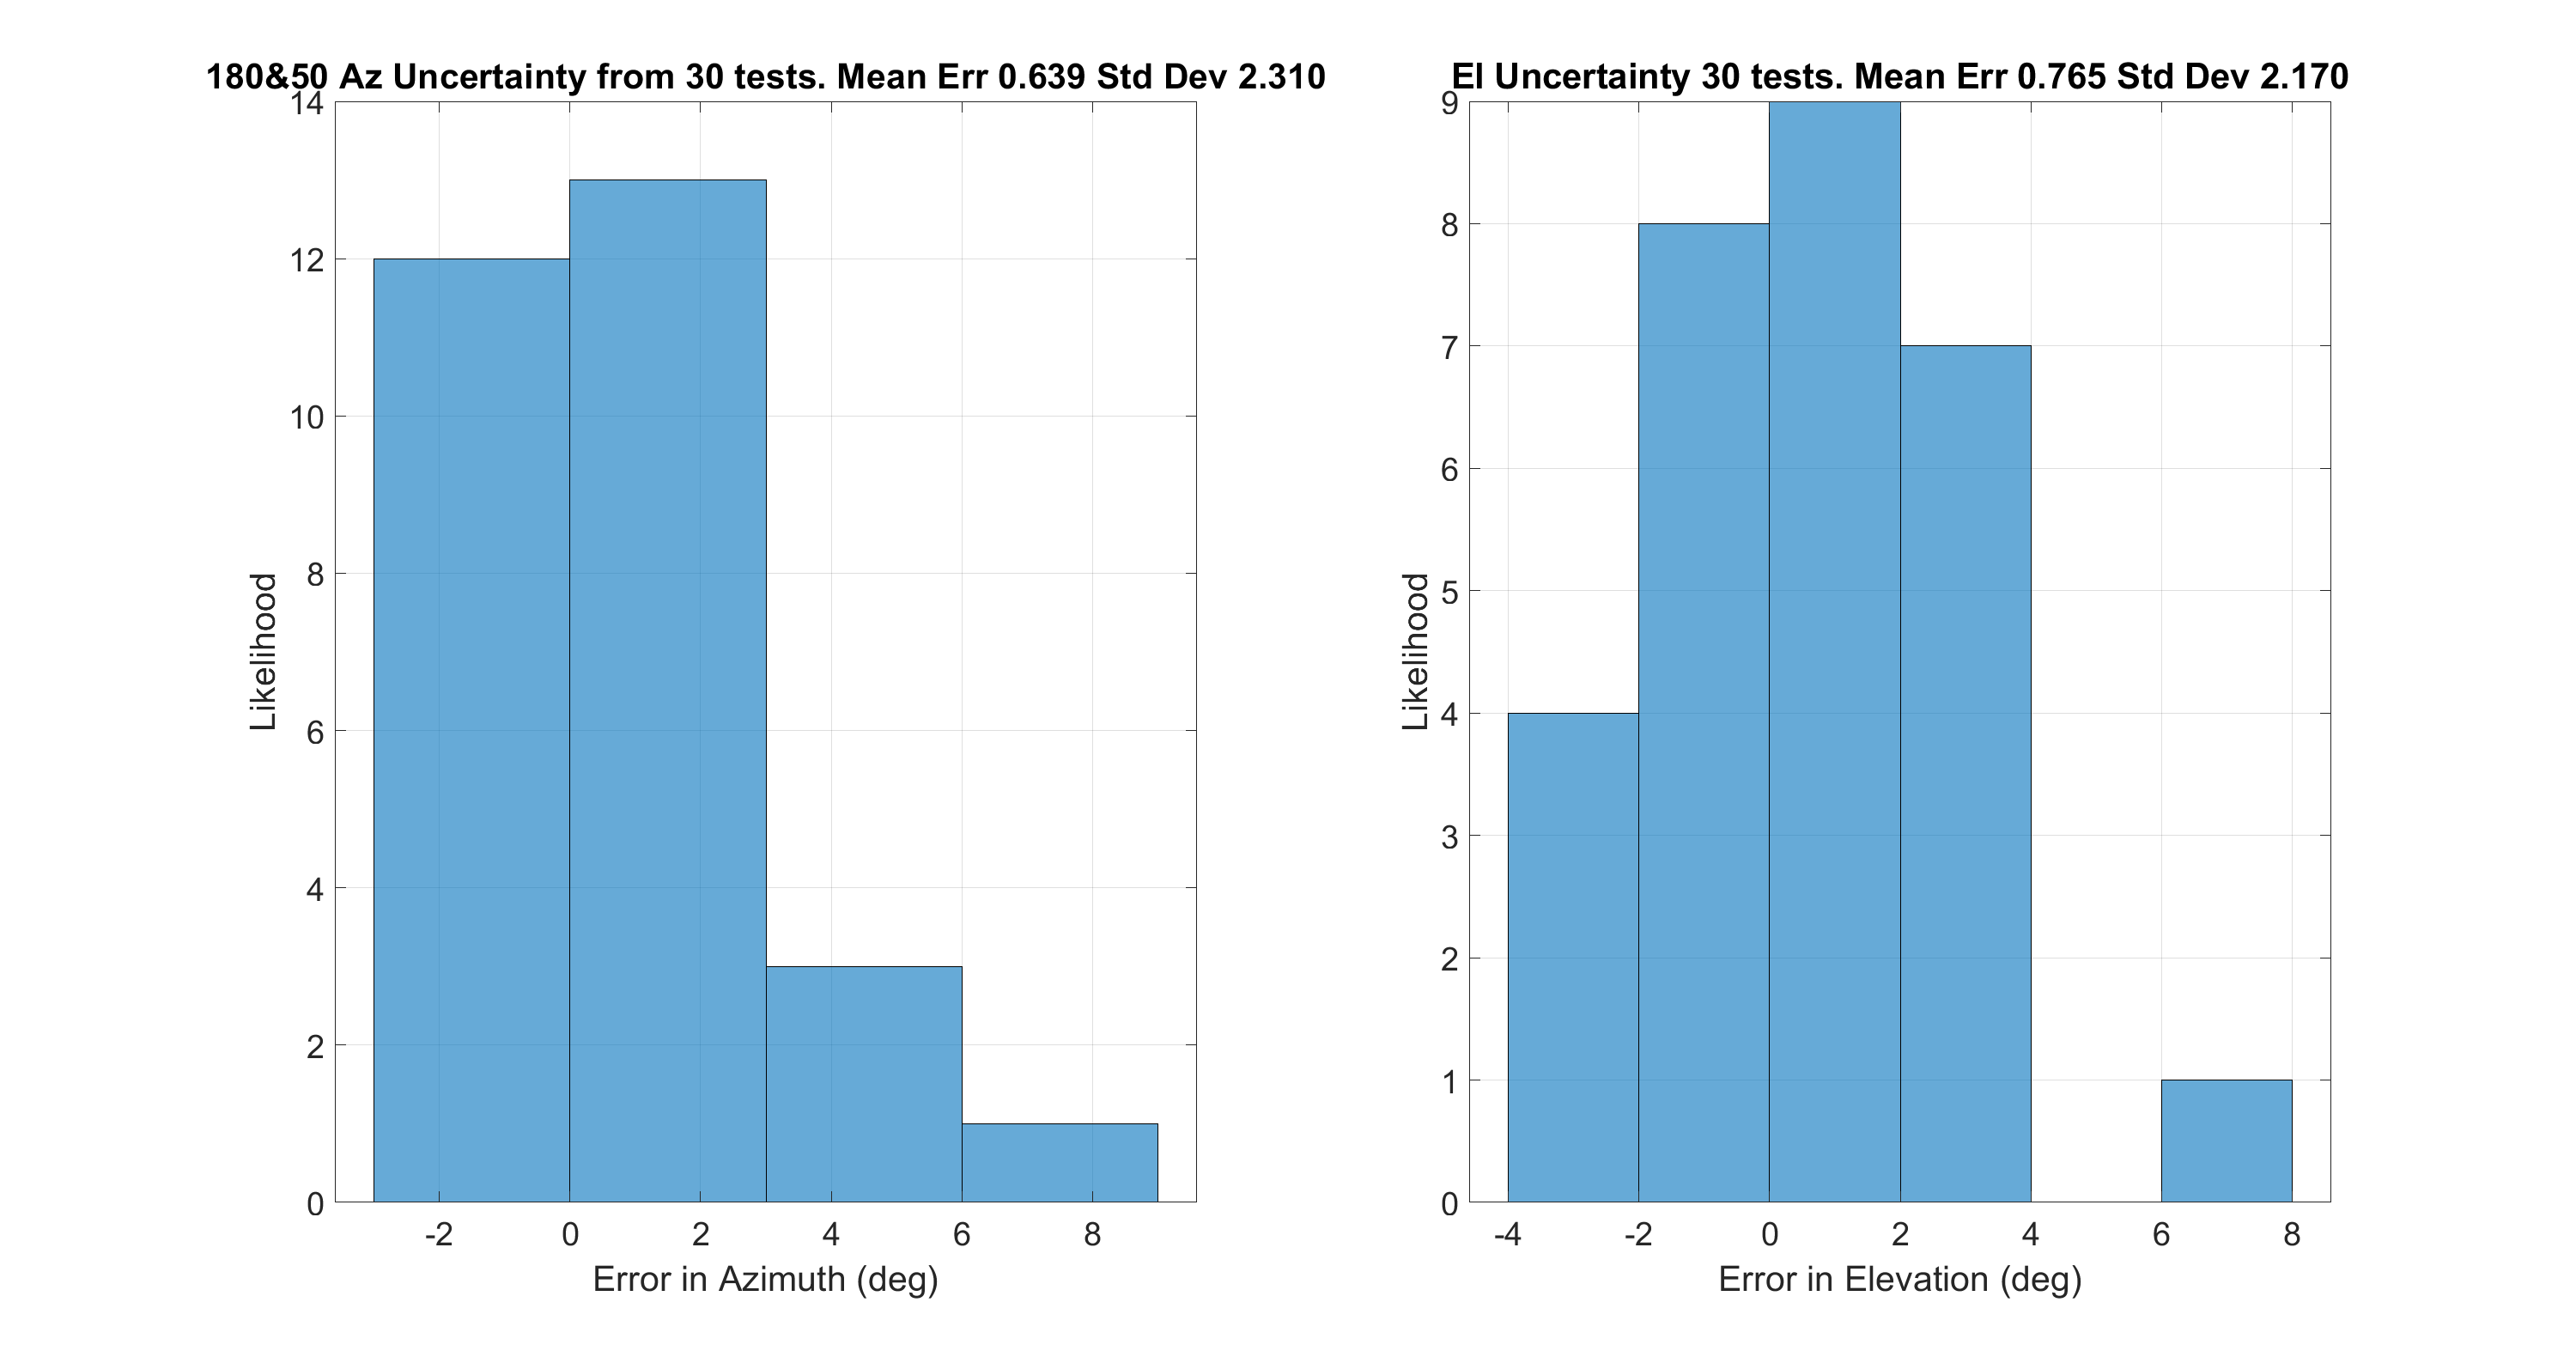 180&50 Az Uncertainty from 30 tests. Mean Err 0.639 Std Dev 2.310
14
12
10
8
6
4
2
0
Likelihood
-2 0 2 4 6 8
Error in Azimuth (deg)
El Uncertainty 30 tests. Mean Err 0.765 Std Dev 2.170
9
8
7
6
5
4
3
2
1
0
Likelihood
-4 -2 0 2 4 6 8
Error in Elevation (deg)